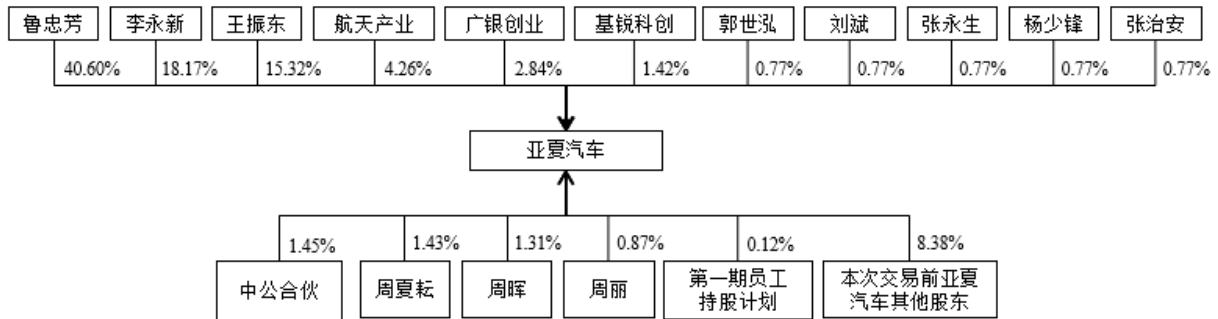 鲁忠芳 李永新 王振东 航天产业 广银创业 基锐科创 郭世泓 刘斌 张永生 杨少锋 张治安
40.60% 18.17% 15.32% 4.26% 2.84% 1.42% 0.77% 0.77% 0.77% 0.77% 0.77%
亚夏汽车
1.45% 1.43% 1.31% 0.87% 0.12% 8.38%
中公合伙 周夏耘 周晖 周丽 第一期员工
持股计划 本次交易前亚夏
汽车其他股东